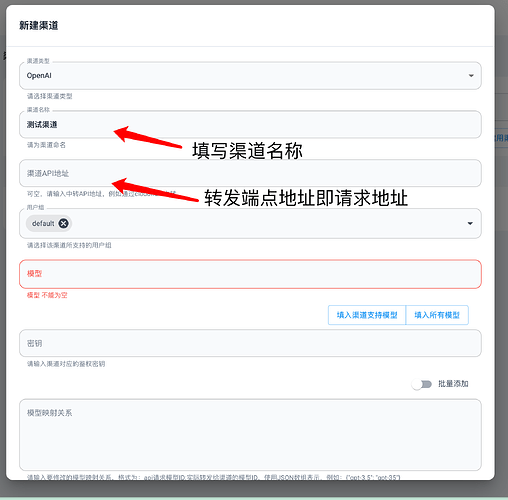 新建渠道
渠道类型
OpenAI
请选择渠道类型
渠道名称
测试渠道
请为渠道命名
填写渠道名称
渠道API地址
可空，请输入中转API地址，例如通过
转发端点地址即请求地址
用户组
default
请选择该渠道所支持的用户组
模型
模型 不能为空
填入渠道支持模型
填入所有模型
密钥
请输入渠道对应的鉴权密钥
批量添加
模型映射关系
请输入要修改的模型映射关系，格式为：api请求模型ID:实际转发给渠道的模型ID，使用JSON数组表示，例如：{"gpt-3.5": "gpt-35"}